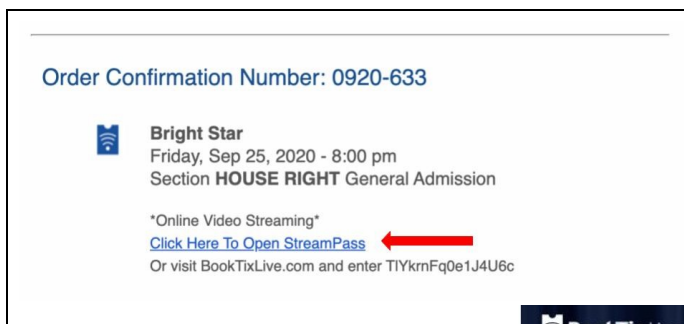 Order Confirmation Number: 0920-633
Bright Star
Friday, Sep 25, 2020 - 8:00 pm
Section HOUSE RIGHT General Admission
*Online Video Streaming*
Click Here To Open StreamPass
Or visit BookTixLive.com and enter TlYkrnFq0e1J4U6c